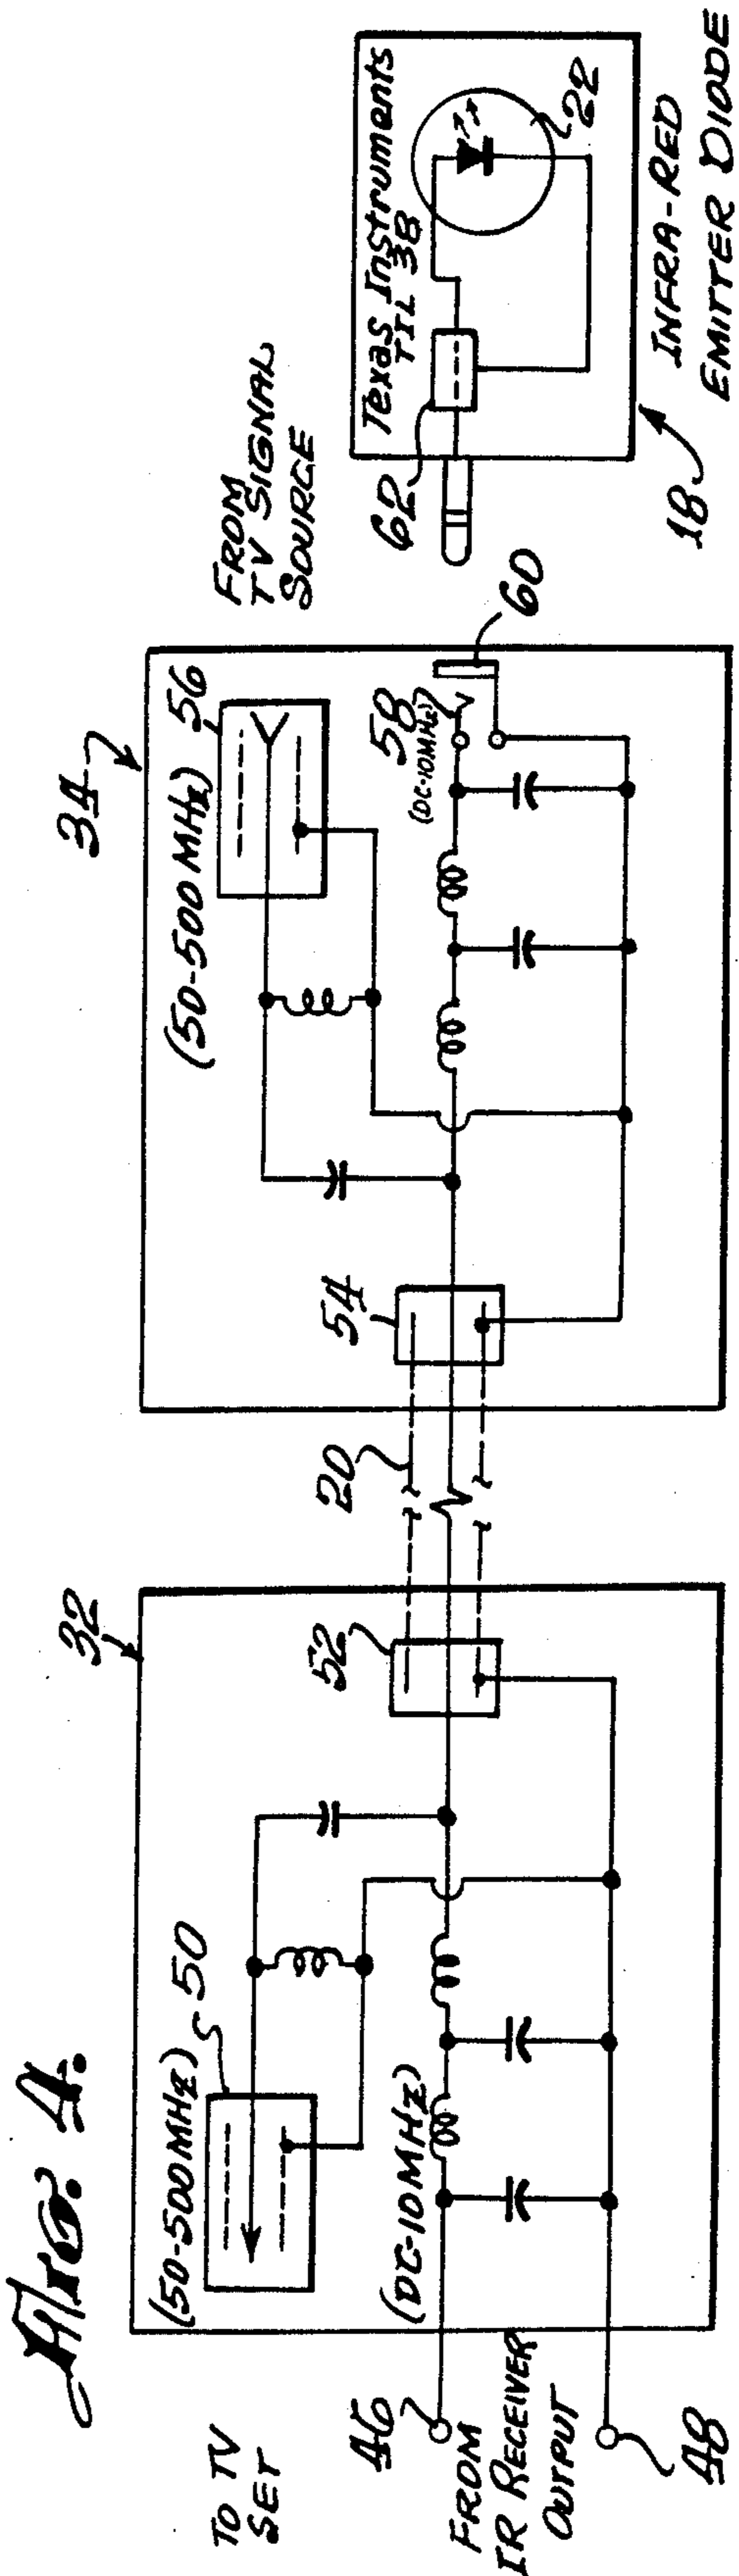 Fig. 4.
TO TV
SET
(50-500MHz)
50
32
46
FROM
IR RECEIVER
OUTPUT
48
(DC-10MHz)
52
20
34
54
(50-500 MHz)
56
58
(DC-10MHz)
60
FROM
TV SIGNAL
SOURCE
62
Texas Instruments
TIL 38
22
18
INFRA-RED
EMITTER DIODE